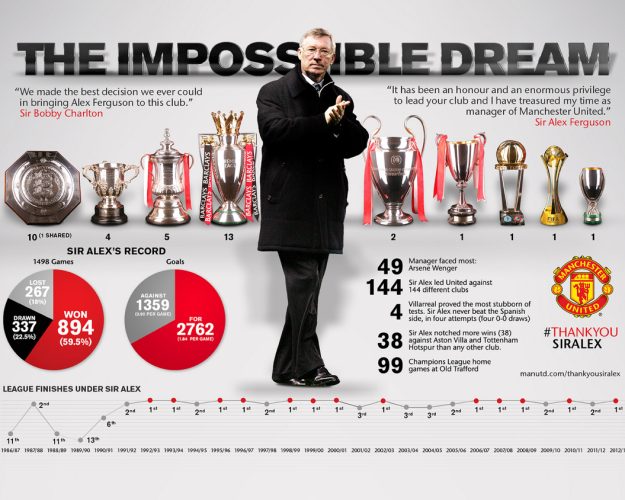 THE IMPOSSIBLE DREAM
“We made the best decision we ever could
in bringing Alex Ferguson to this club.”
Sir Bobby Charlton
“It has been an honour and an enormous privilege
to lead your club and I have treasured my time as
manager of Manchester United.”
Sir Alex Ferguson
BARCLAYS BARCLAYS
10 (1 SHARED) 4 5 13 2 1 1 1 1
FIFA
SIR ALEX'S RECORD
1498 Games
LOST
267
(18%)
DRAWN
337
(22.5%)
WON
894
(59.5%)
Goals
AGAINST
1359
PER GAME)
FOR
2762
(1.84 PER GAME)
49 Manager faced most:
Arsene Wenger
144 Sir Alex led United against
144 different clubs
4 Villarreal proved the most stubborn of
tests. Sir Alex never beat the Spanish
side, in four attempts (four 0-0 draws)
38 Sir Alex notched more wins (38)
against Aston Villa and Tottenham
Hotspur than any other club.
99 Champions League home
games at Old Trafford
MANCHESTER
UNITED
#THANKYOU
SIRALEX
manutd.com/thankyousiralex
LEAGUE FINISHES UNDER SIR ALEX
11th 2nd 11th 13th 6th 2nd 1st 1st 2nd 1st 1st 2nd 1st 1st 1st 3rd 1st 3rd 3rd 2nd 1st 1st 1st 2nd 1st 2nd 1st
1986/87 1987/88 1988/89 1989/90 1990/91 1991/92 1992/93 1993/94 1994/95 1995/96 1996/97 1997/98 1998/99 1999/00 2000/01 2001/02 2002/03 2003/04 2004/05 2005/06 2006/07 2007/08 2008/09 2009/10 2010/11 2011/12 2012/1